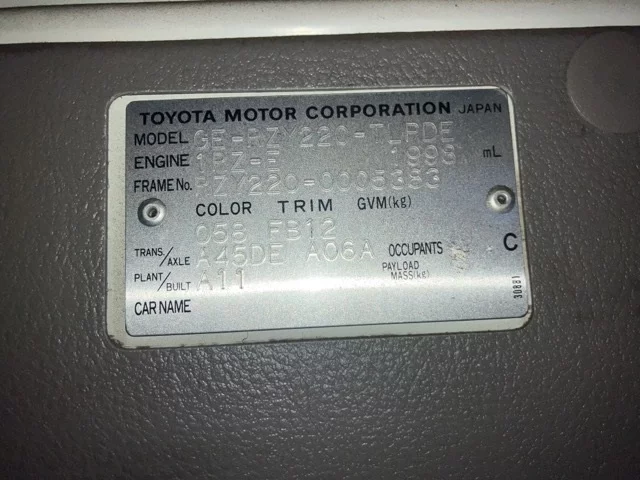 TOYOTA MOTOR CORPORATION JAPAN
MODEL GE-RZY220-TLPDE
ENGINE 1RZ-E 1998 mL
FRAME No. RZY220-0005383
COLOR TRIM GVM(kg)
058 FB12
TRANS./AXLE A45DE A06A OCCUPANTS C
PLANT/BUILT A11 PAYLOAD MASS(kg)
CAR NAME
30881